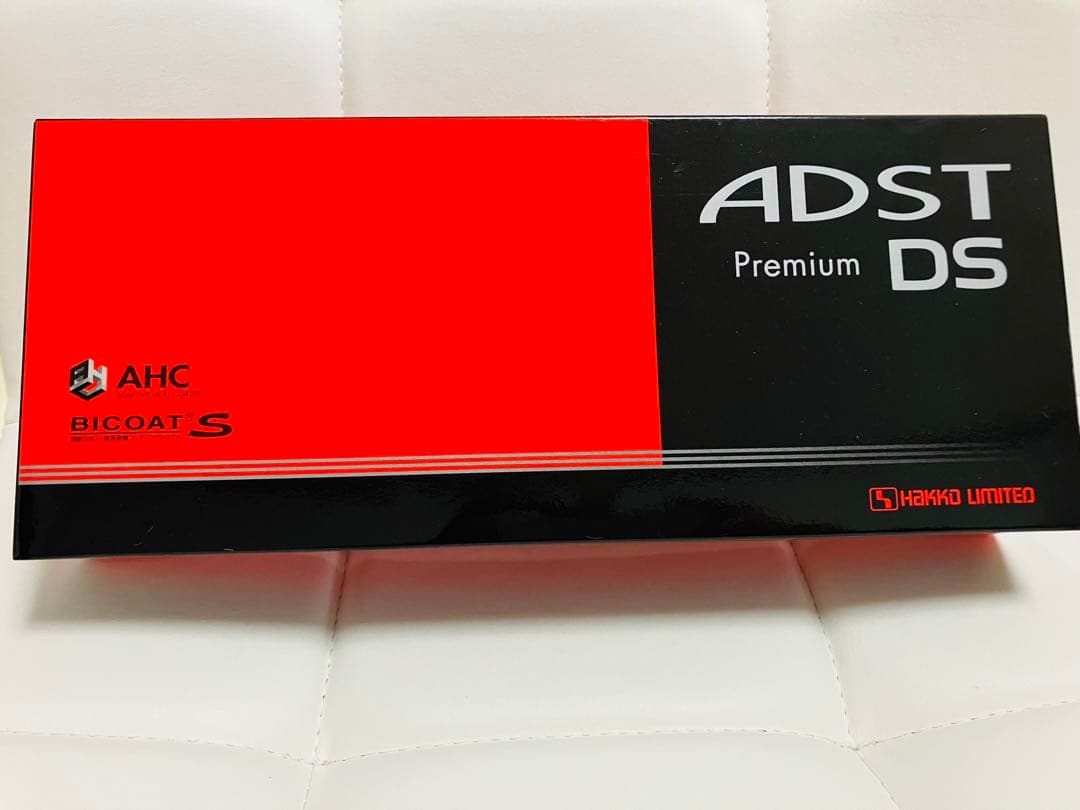 ADST
Premium DS
AHC
BICOAT® S
HAKKO LIMITED